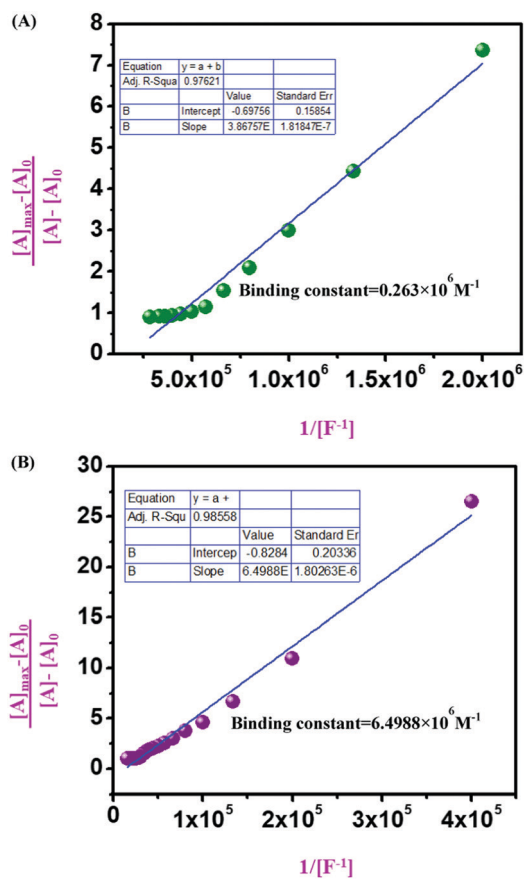 (A)
8
7
6
5
4
3
2
1
0
[A]max-[A]0
[A]- [A]0
Equation y = a + b
Adj. R-Squa 0.97621
Value Standard Err
B Intercept -0.69756 0.15854
B Slope 3.86757E 1.81847E-7
Binding constant=0.263×10⁶M⁻¹
5.0x10⁵ 1.0x10⁶ 1.5x10⁶ 2.0x10⁶
1/[F⁻¹]
(B)
30
25
20
15
10
5
0
[A]max-[A]0
[A]- [A]0
Equation y = a +
Adj. R-Squ 0.98558
Value Standard Er
B Intercep -0.8284 0.20336
B Slope 6.4988E 1.80263E-6
Binding constant=6.4988×10⁶M⁻¹
0 1x10⁵ 2x10⁵ 3x10⁵ 4x10⁵
1/[F⁻¹]